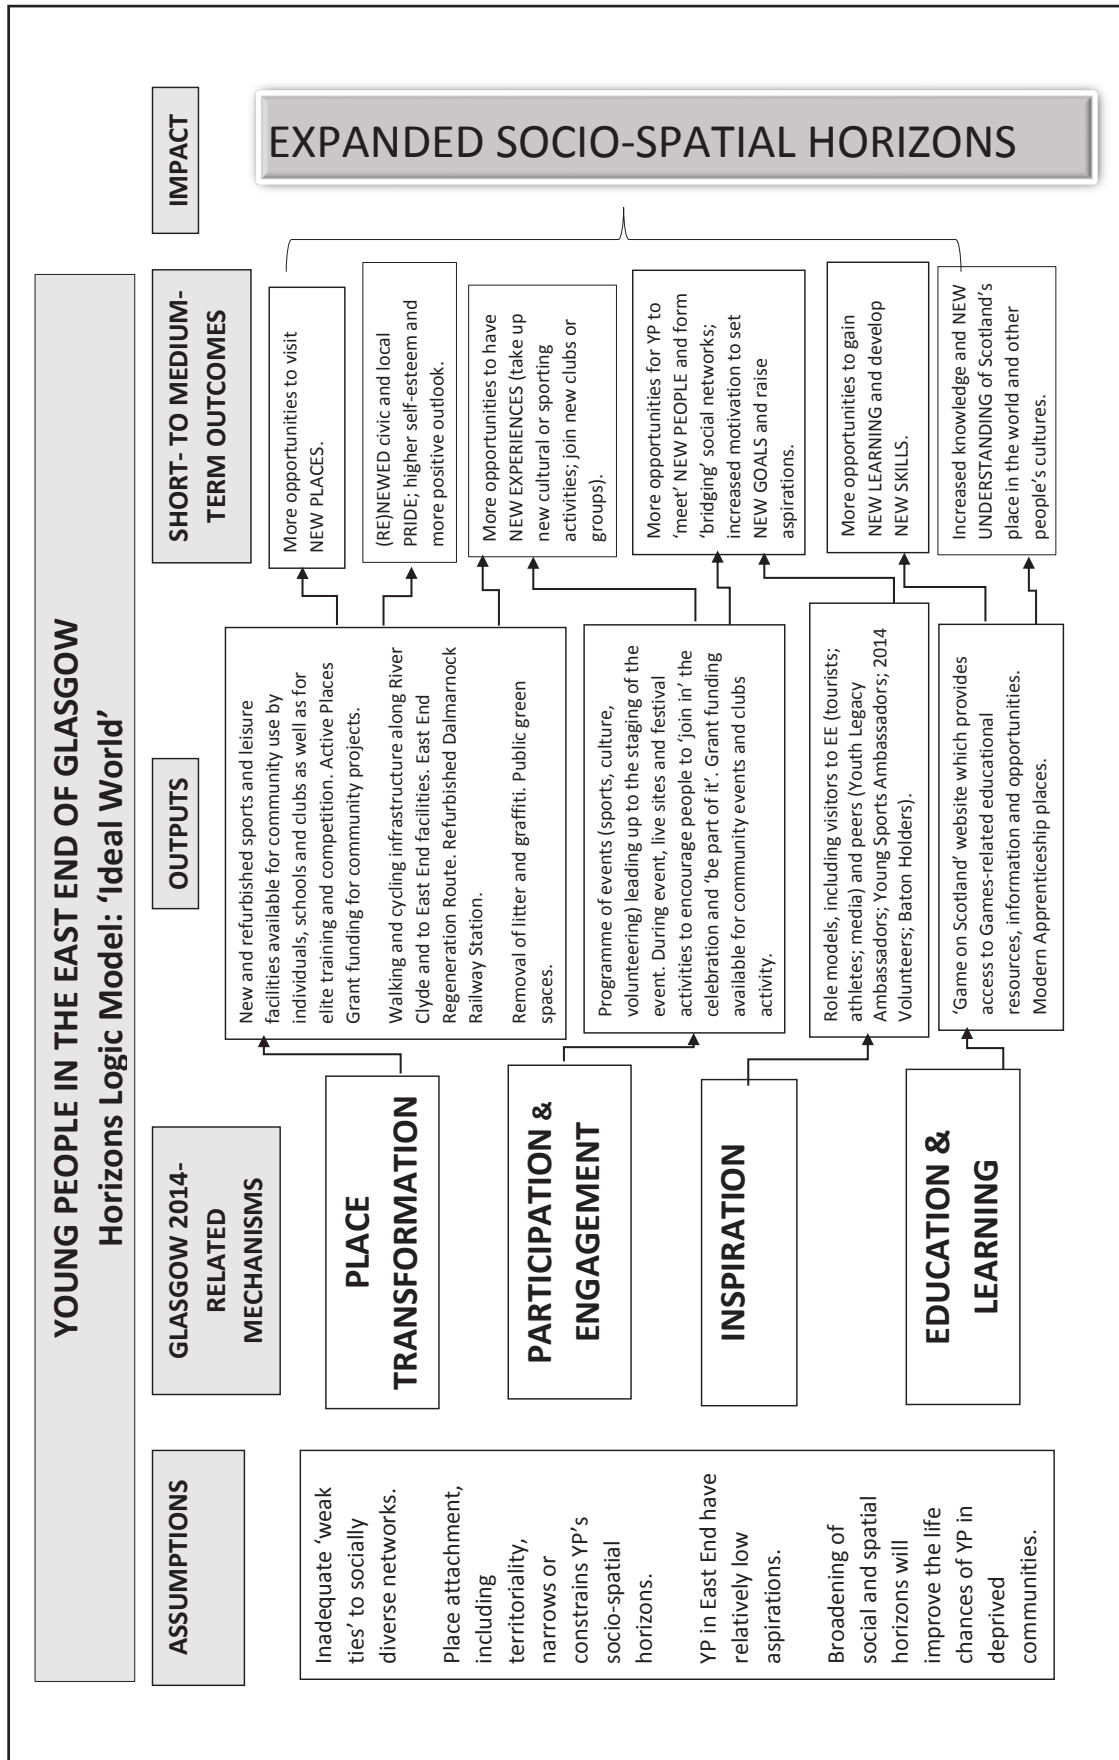 YOUNG PEOPLE IN THE EAST END OF GLASGOW
Horizons Logic Model: ‘Ideal World’
ASSUMPTIONS
Inadequate ‘weak
ties’ to socially
diverse networks.
Place attachment,
including
territoriality,
narrows or
constrains YP’s
socio-spatial
horizons.
YP in East End have
relatively low
aspirations.
Broadening of
social and spatial
horizons will
improve the life
chances of YP in
deprived
communities.
GLASGOW 2014-
RELATED
MECHANISMS
PLACE
TRANSFORMATION
PARTICIPATION &
ENGAGEMENT
INSPIRATION
EDUCATION &
LEARNING
OUTPUTS
New and refurbished sports and leisure
facilities available for community use by
individuals, schools and clubs as well as for
elite training and competition. Active Places
Grant funding for community projects.
Walking and cycling infrastructure along River
Clyde and to East End facilities. East End
Regeneration Route. Refurbished Dalmarnock
Railway Station.
Removal of litter and graffiti. Public green
spaces.
Programme of events (sports, culture,
volunteering) leading up to the staging of the
event. During event, live sites and festival
activities to encourage people to ‘join in’ the
celebration and ‘be part of it’. Grant funding
available for community events and clubs
activity.
Role models, including visitors to EE (tourists;
athletes; media) and peers (Youth Legacy
Ambassadors; Young Sports Ambassadors; 2014
Volunteers; Baton Holders).
‘Game on Scotland’ website which provides
access to Games-related educational
resources, information and opportunities.
Modern Apprenticeship places.
SHORT- TO MEDIUM-
TERM OUTCOMES
More opportunities to visit
NEW PLACES.
(RE)NEWED civic and local
PRIDE; higher self-esteem and
more positive outlook.
More opportunities to have
NEW EXPERIENCES (take up
new cultural or sporting
activities; join new clubs or
groups).
More opportunities for YP to
‘meet’ NEW PEOPLE and form
‘bridging’ social networks;
increased motivation to set
NEW GOALS and raise
aspirations.
More opportunities to gain
NEW LEARNING and develop
NEW SKILLS.
Increased knowledge and NEW
UNDERSTANDING of Scotland’s
place in the world and other
people’s cultures.
IMPACT
EXPANDED SOCIO-SPATIAL HORIZONS